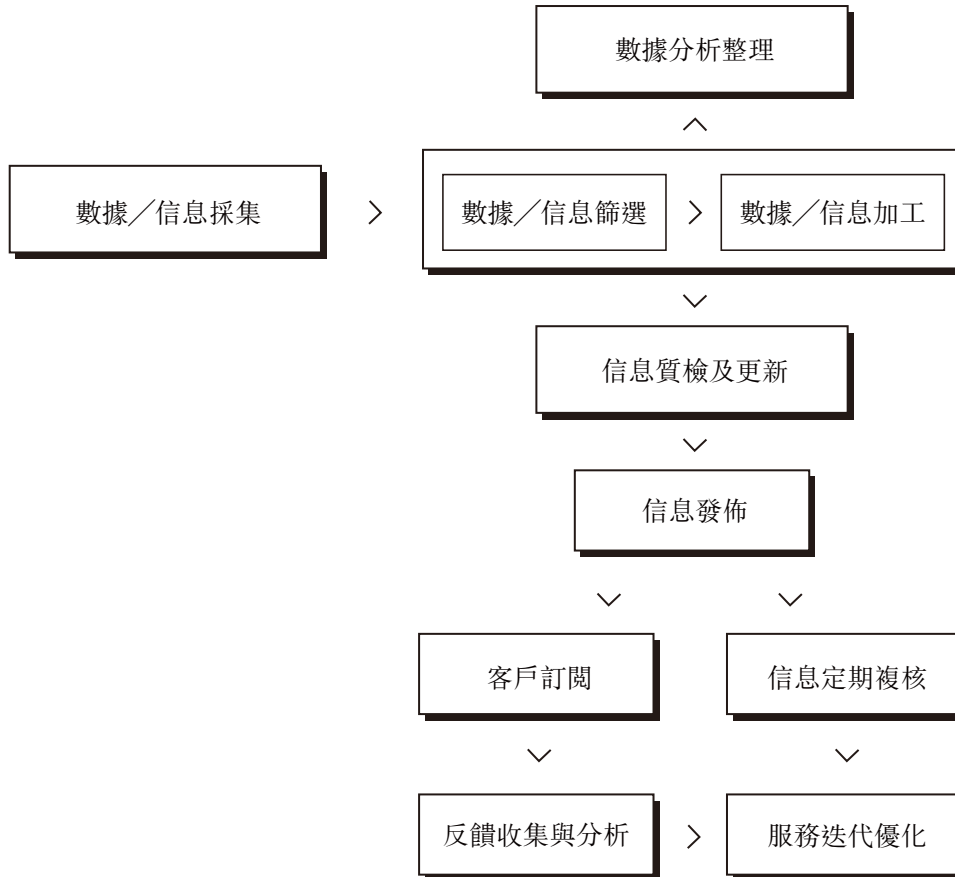 數據分析整理
數據／信息採集
數據／信息篩選
數據／信息加工
信息質檢及更新
信息發佈
客戶訂閱
信息定期複核
反饋收集與分析
服務迭代優化